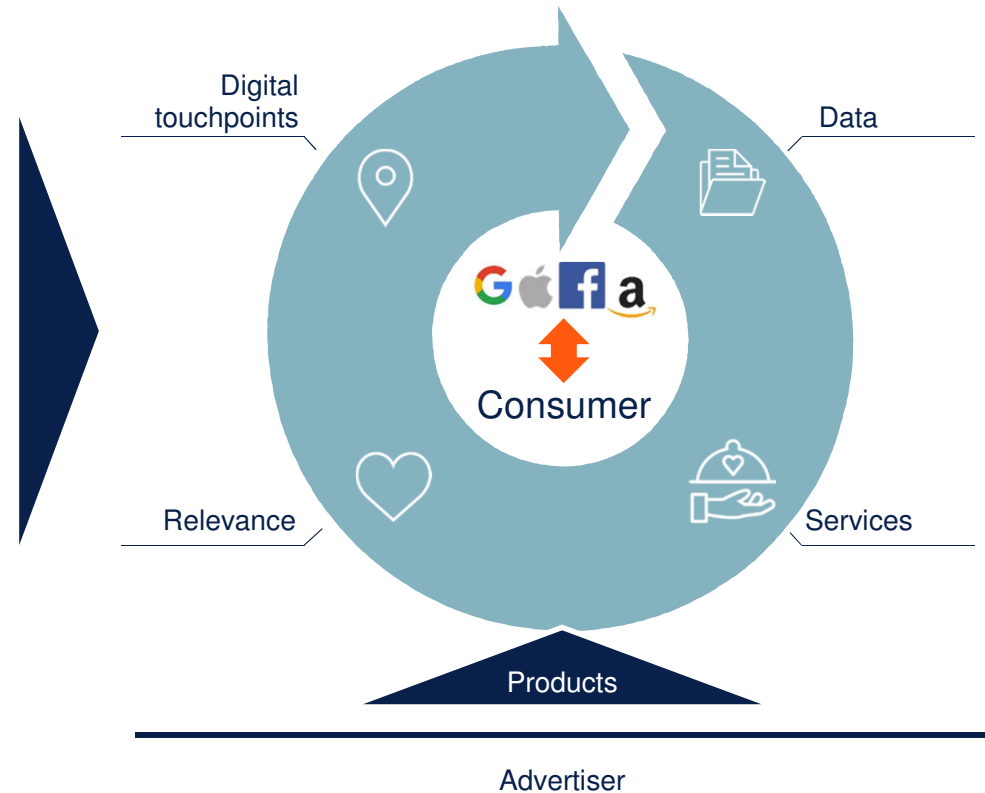 Digital
touchpoints
Data
G f a
Consumer
Relevance
Services
Products
Advertiser